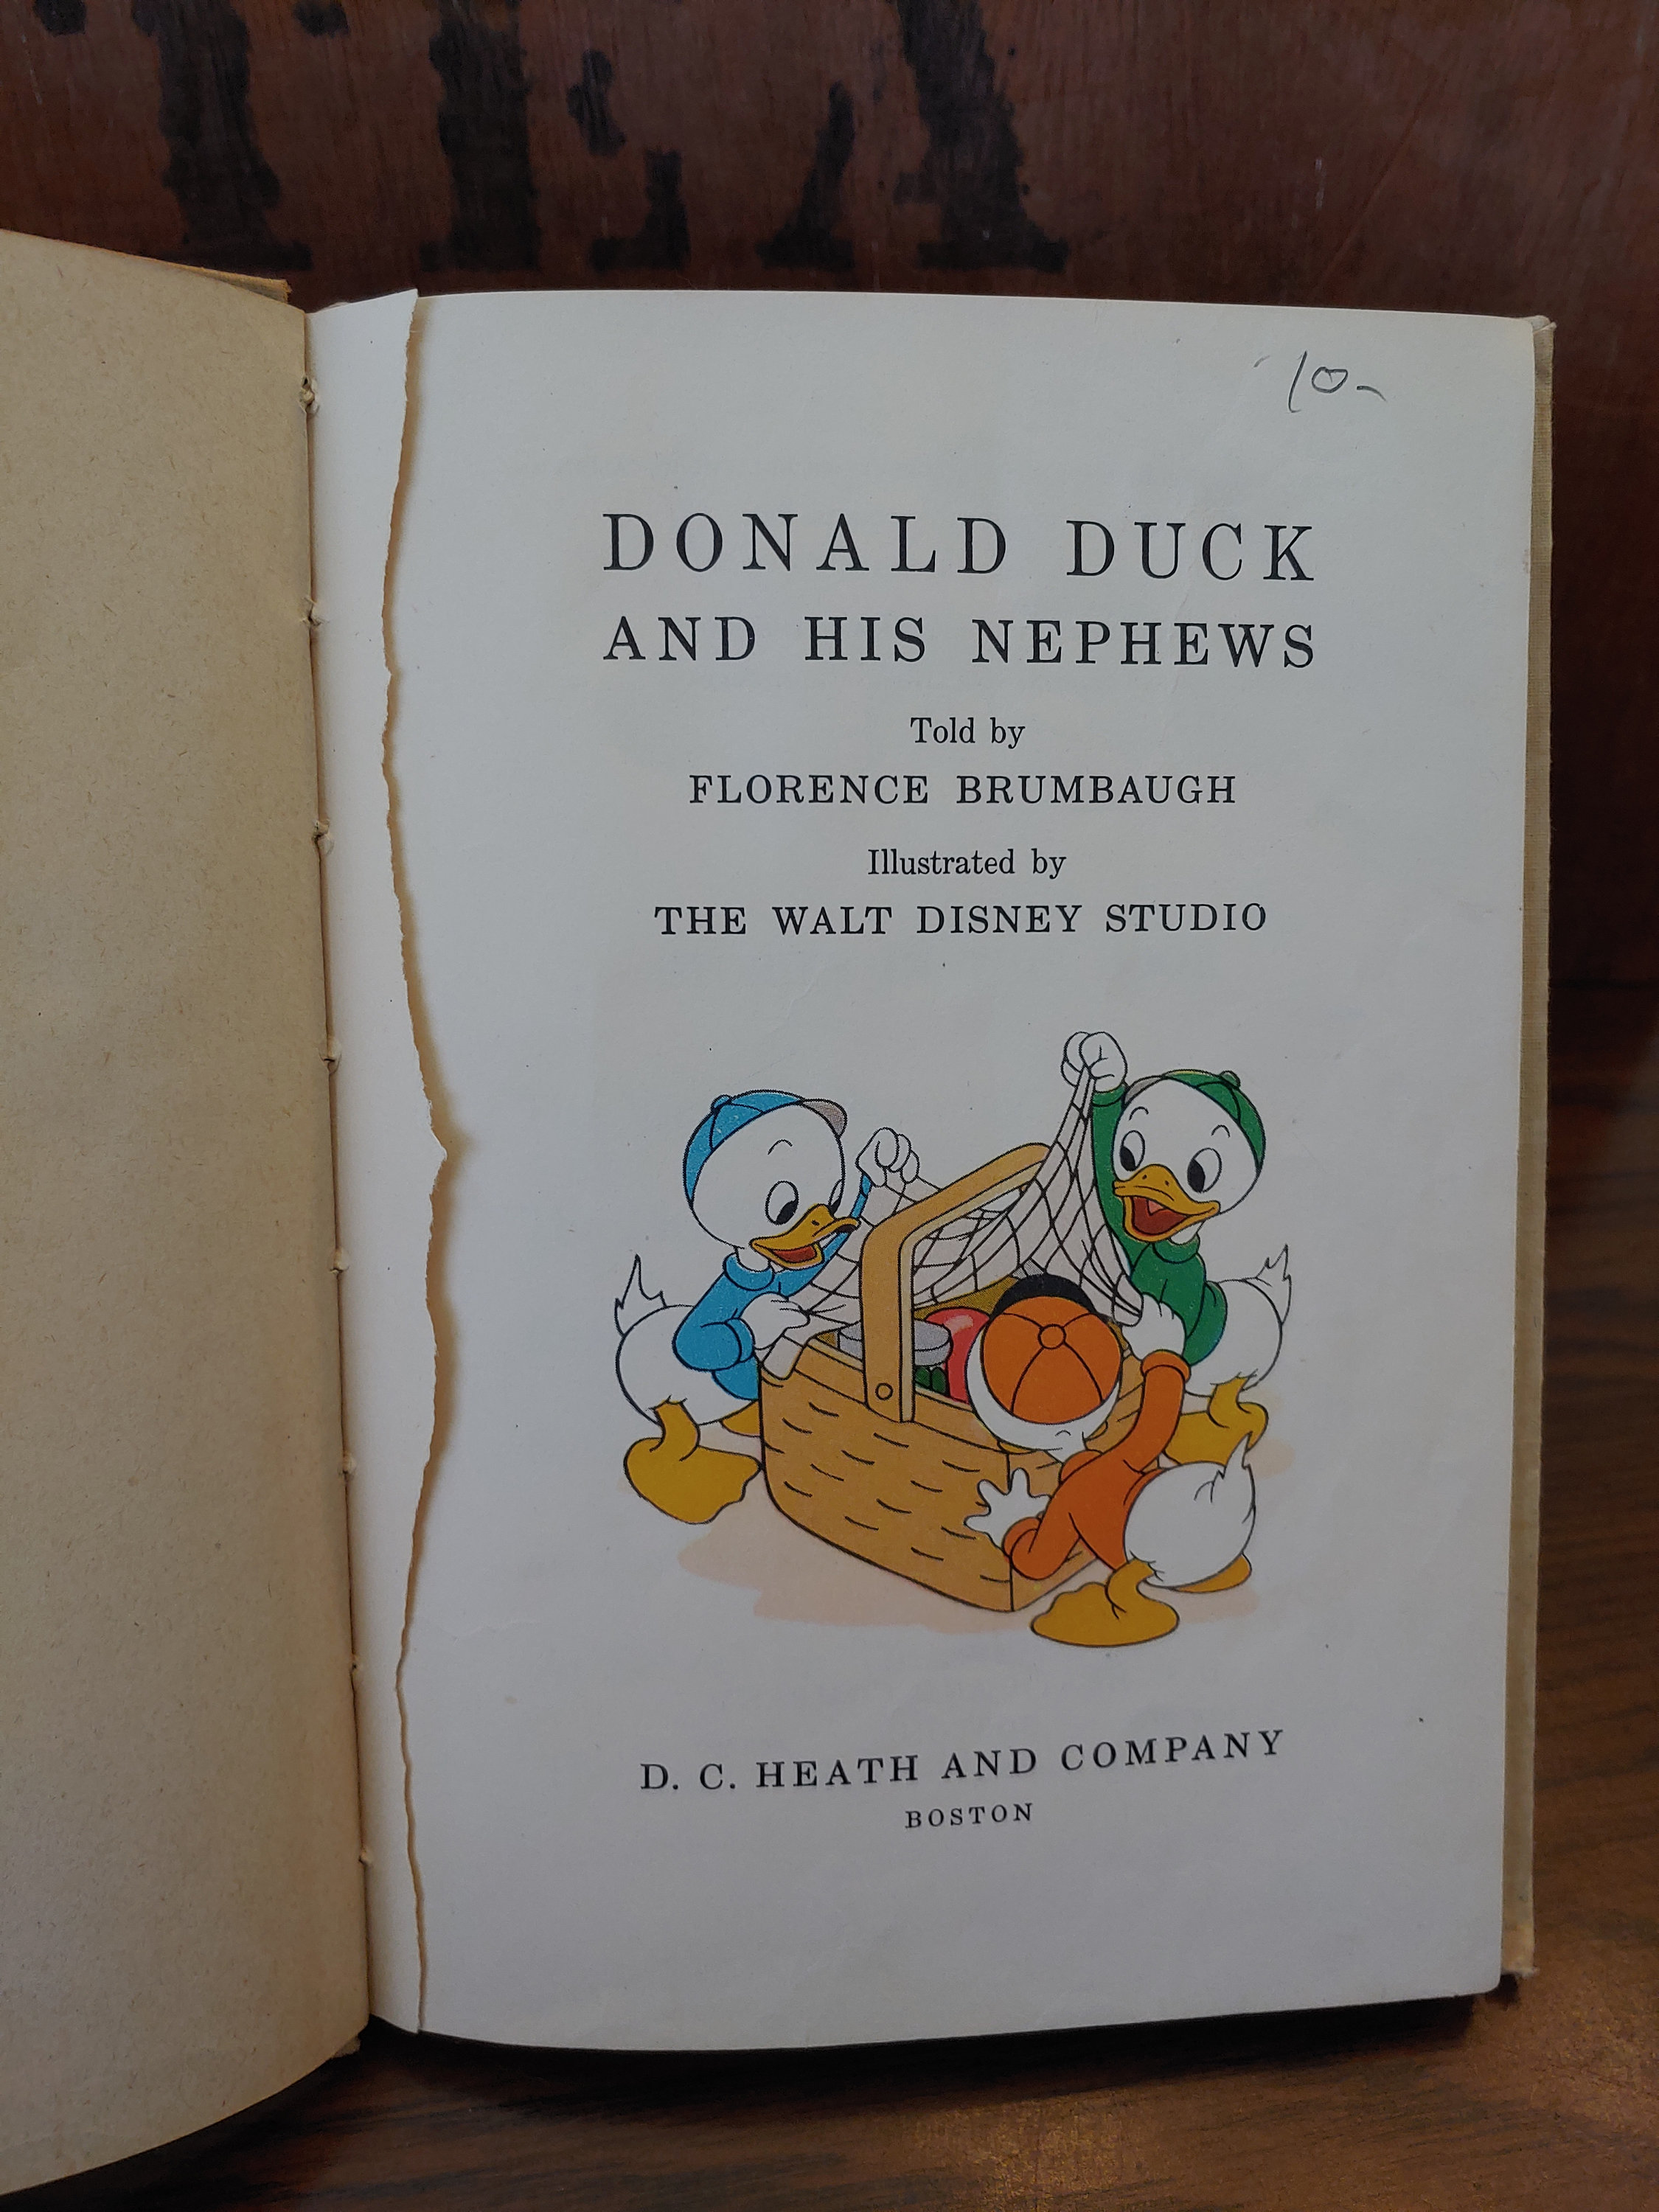 TEA
10-
DONALD DUCK
AND HIS NEPHEWS
Told by
FLORENCE BRUMBAUGH
Illustrated by
THE WALT DISNEY STUDIO
D. C. HEATH AND COMPANY
BOSTON